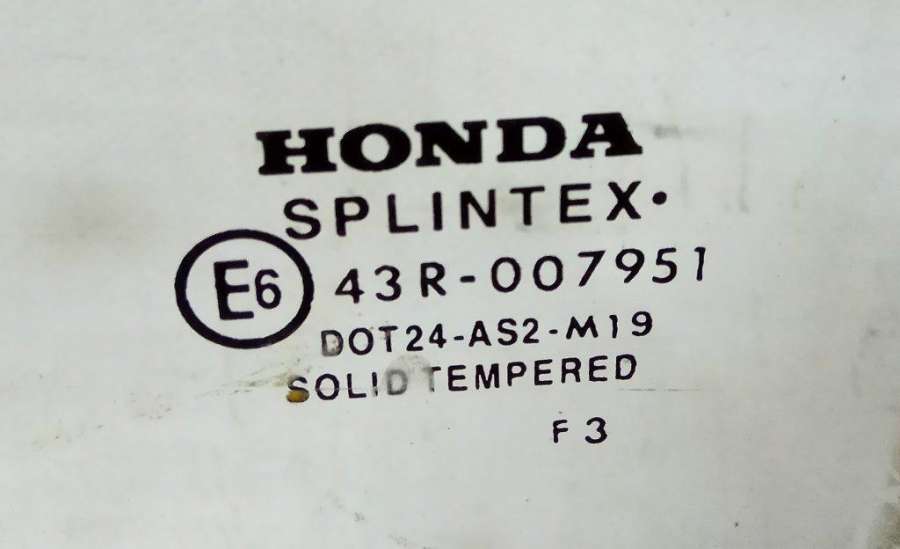 HONDA
SPLINTEX•
E6 43R-007951
DOT24-AS2-M19
SOLID TEMPERED
F3